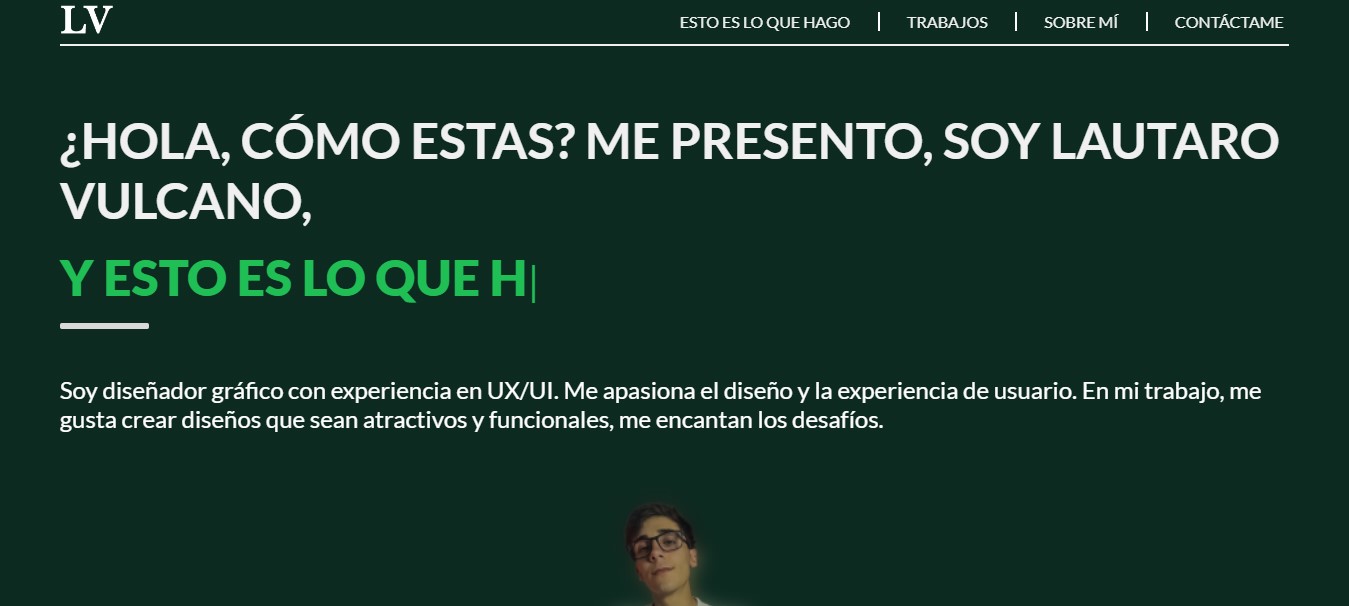 LV
ESTO ES LO QUE HAGO
TRABAJOS
SOBRE MÍ
CONTÁCTAME
¿HOLA, CÓMO ESTAS? ME PRESENTO, SOY LAUTARO
VULCANO,
Y ESTO ES LO QUE H
Soy diseñador gráfico con experiencia en UX/UI. Me apasiona el diseño y la experiencia de usuario. En mi trabajo, me
gusta crear diseños que sean atractivos y funcionales, me encantan los desafíos.